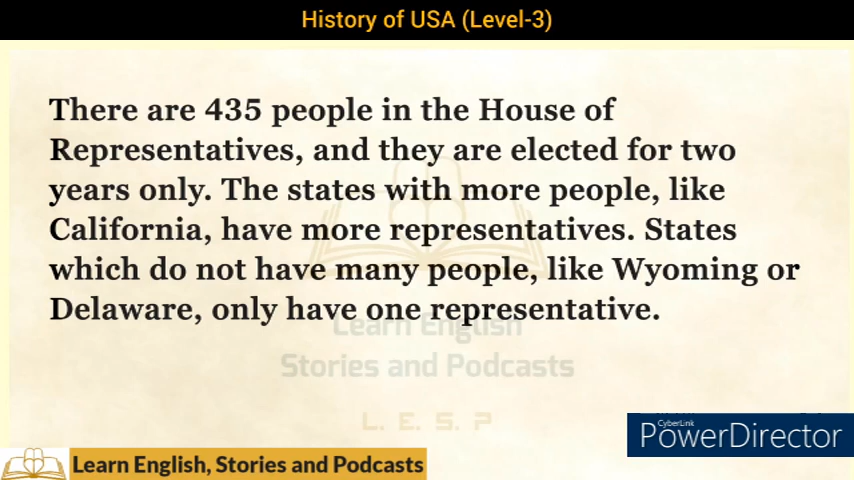 History of USA (Level-3)
There are 435 people in the House of
Representatives, and they are elected for two
years only. The states with more people, like
California, have more representatives. States
which do not have many people, like Wyoming or
Delaware, only have one representative.
Learn English
Stories and Podcasts
L. E. S. P
CyberLink
PowerDirector
Learn English, Stories and Podcasts